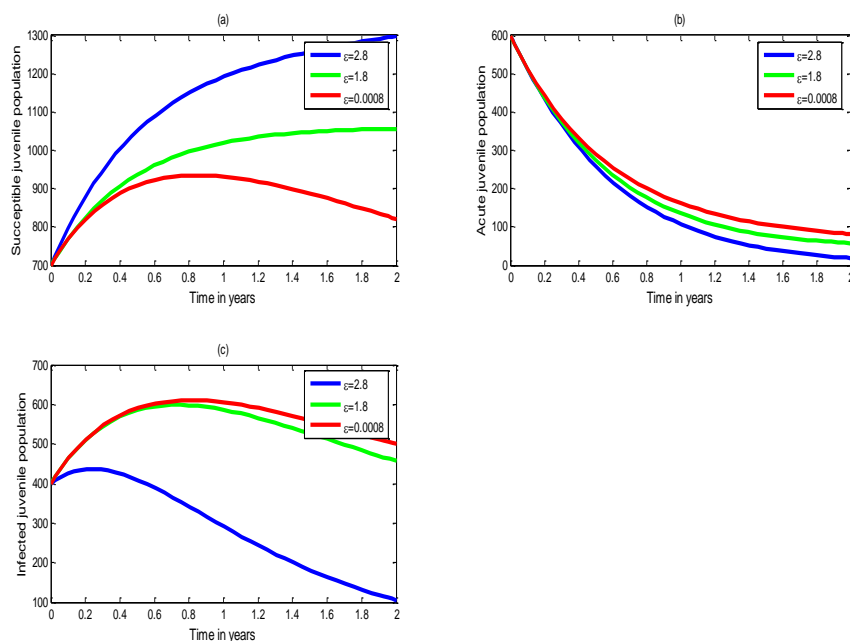 (a)
1300
1200
1100
1000
900
800
700
Succeptible juvenile population
ε=2.8
ε=1.8
ε=0.0008
0 0.2 0.4 0.6 0.8 1 1.2 1.4 1.6 1.8 2
Time in years
(b)
600
500
400
300
200
100
0
Acute juvenile population
ε=2.8
ε=1.8
ε=0.0008
0 0.2 0.4 0.6 0.8 1 1.2 1.4 1.6 1.8 2
Time in years
(c)
700
600
500
400
300
200
100
Infected juvenile population
ε=2.8
ε=1.8
ε=0.0008
0 0.2 0.4 0.6 0.8 1 1.2 1.4 1.6 1.8 2
Time in years